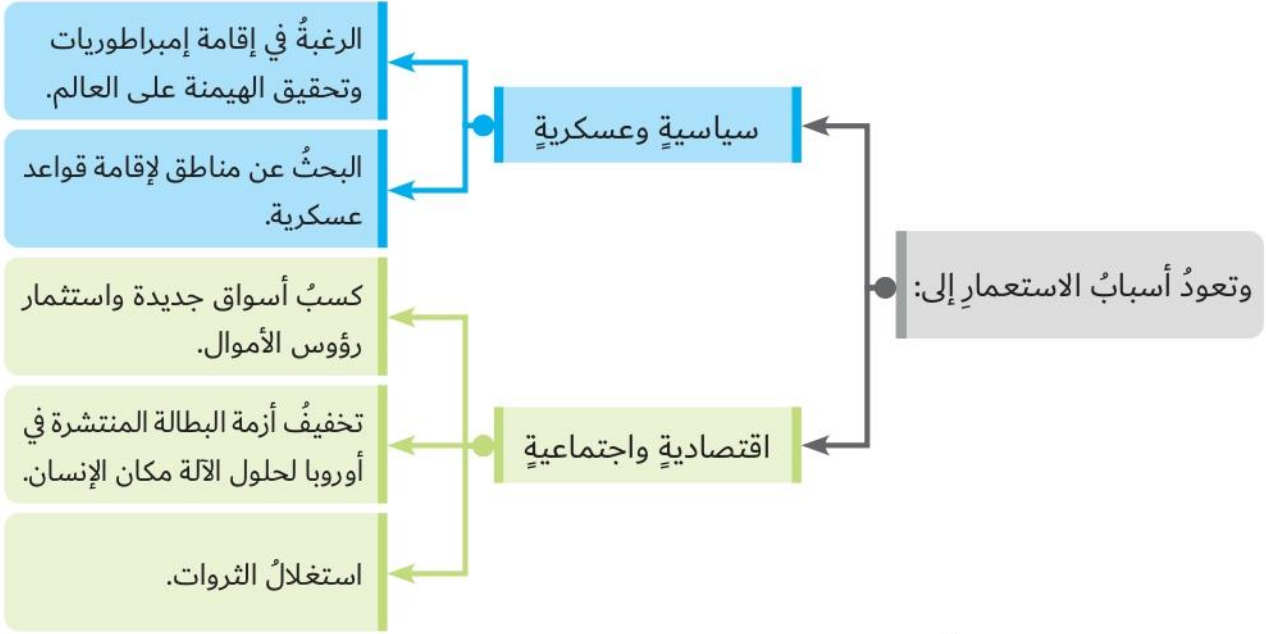 وتعودُ أسبابُ الاستعمارِ إلى:
سياسيةٍ وعسكريةٍ
الرغبةُ في إقامة إمبراطوريات
وتحقيق الهيمنة على العالم.
البحثُ عن مناطق لإقامة قواعد
عسكرية.
اقتصاديةٍ واجتماعيةٍ
كسبُ أسواق جديدة واستثمار
رؤوس الأموال.
تخفيفُ أزمة البطالة المنتشرة في
أوروبا لحلول الآلة مكان الإنسان.
استغلالُ الثروات.